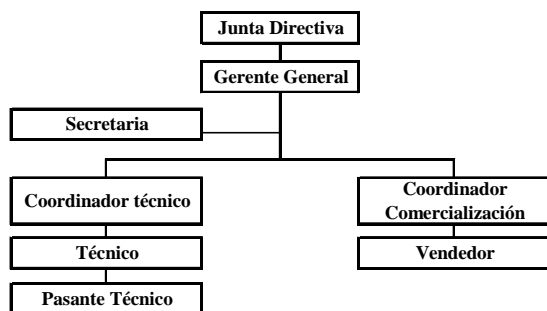 Junta Directiva
Gerente General
Secretaria
Coordinador técnico
Coordinador
Comercialización
Técnico
Vendedor
Pasante Técnico